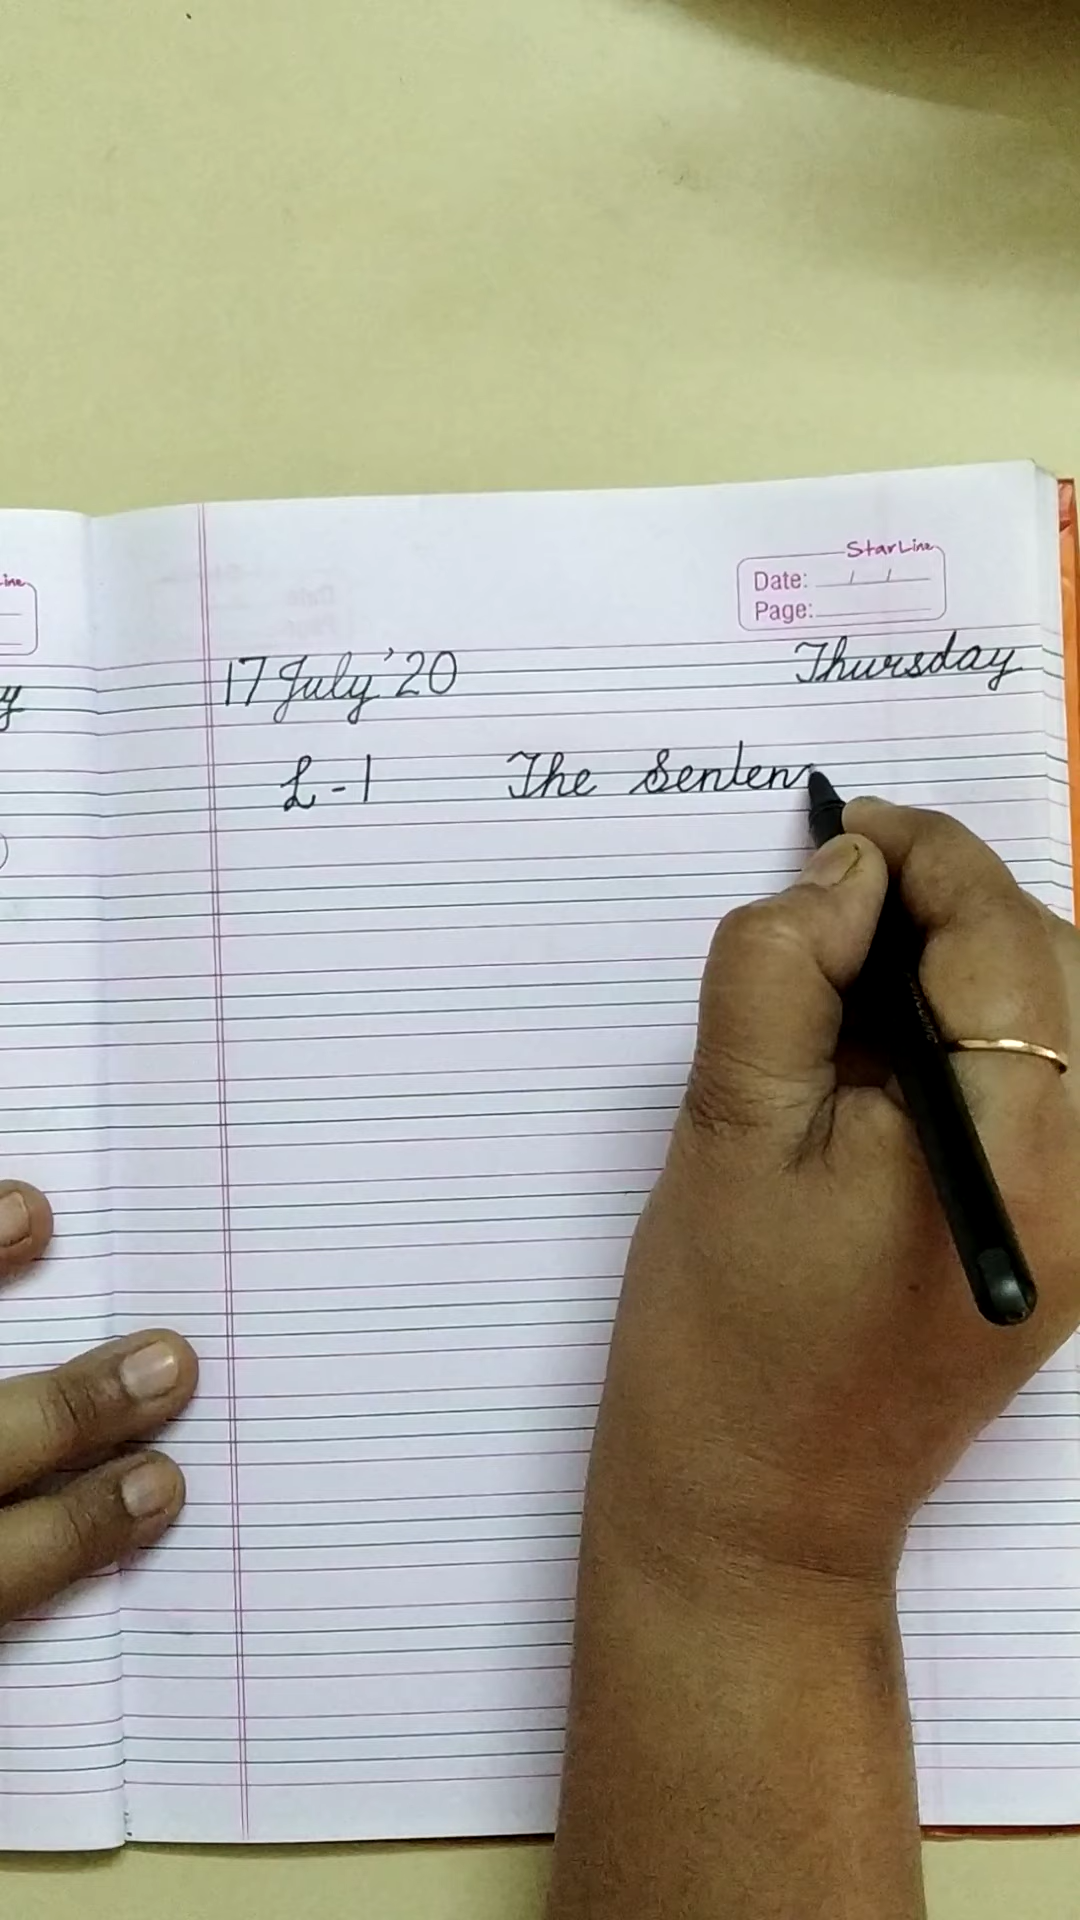 StarLine
Date: / /
Page:
17 July '20 Thursday
L-1 The Senten